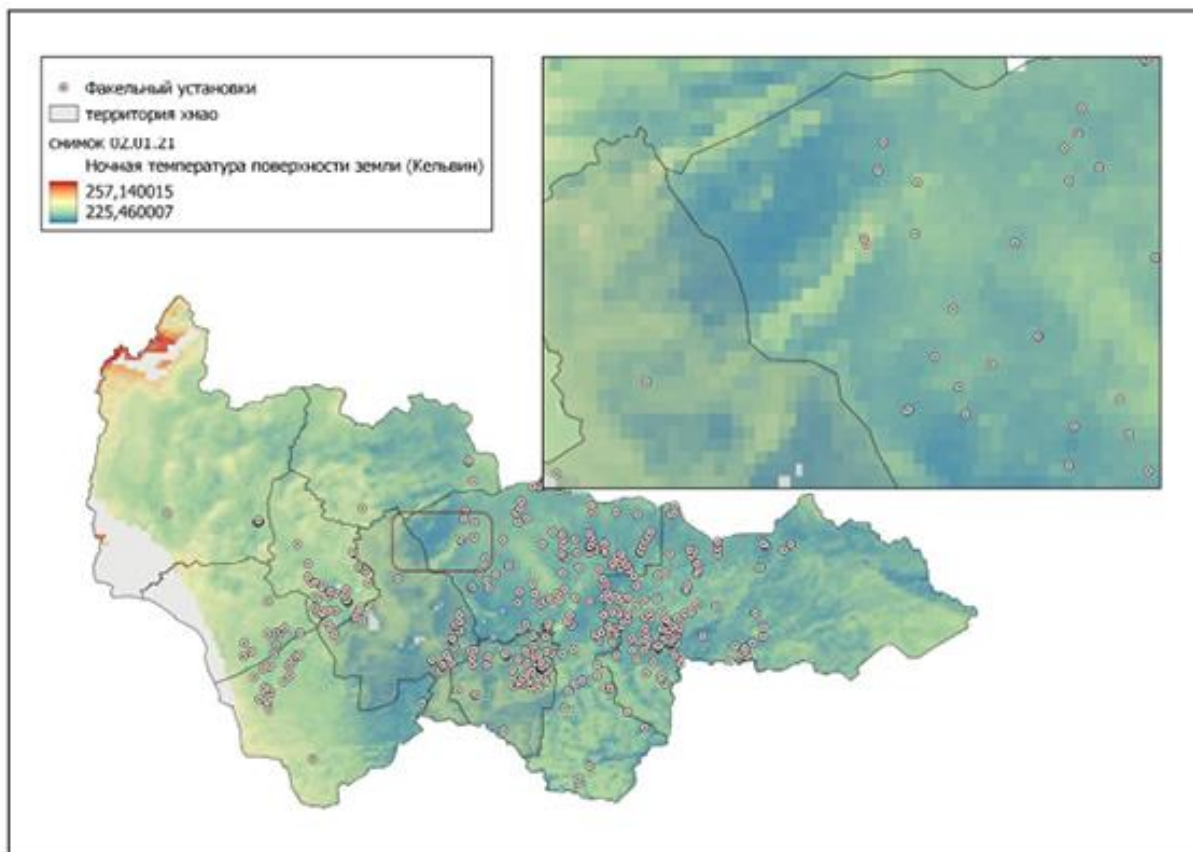 Факельный установки
территория хмао
снимок 02.01.21
Ночная температура поверхности земли (Кельвин)
257,140015
225,460007